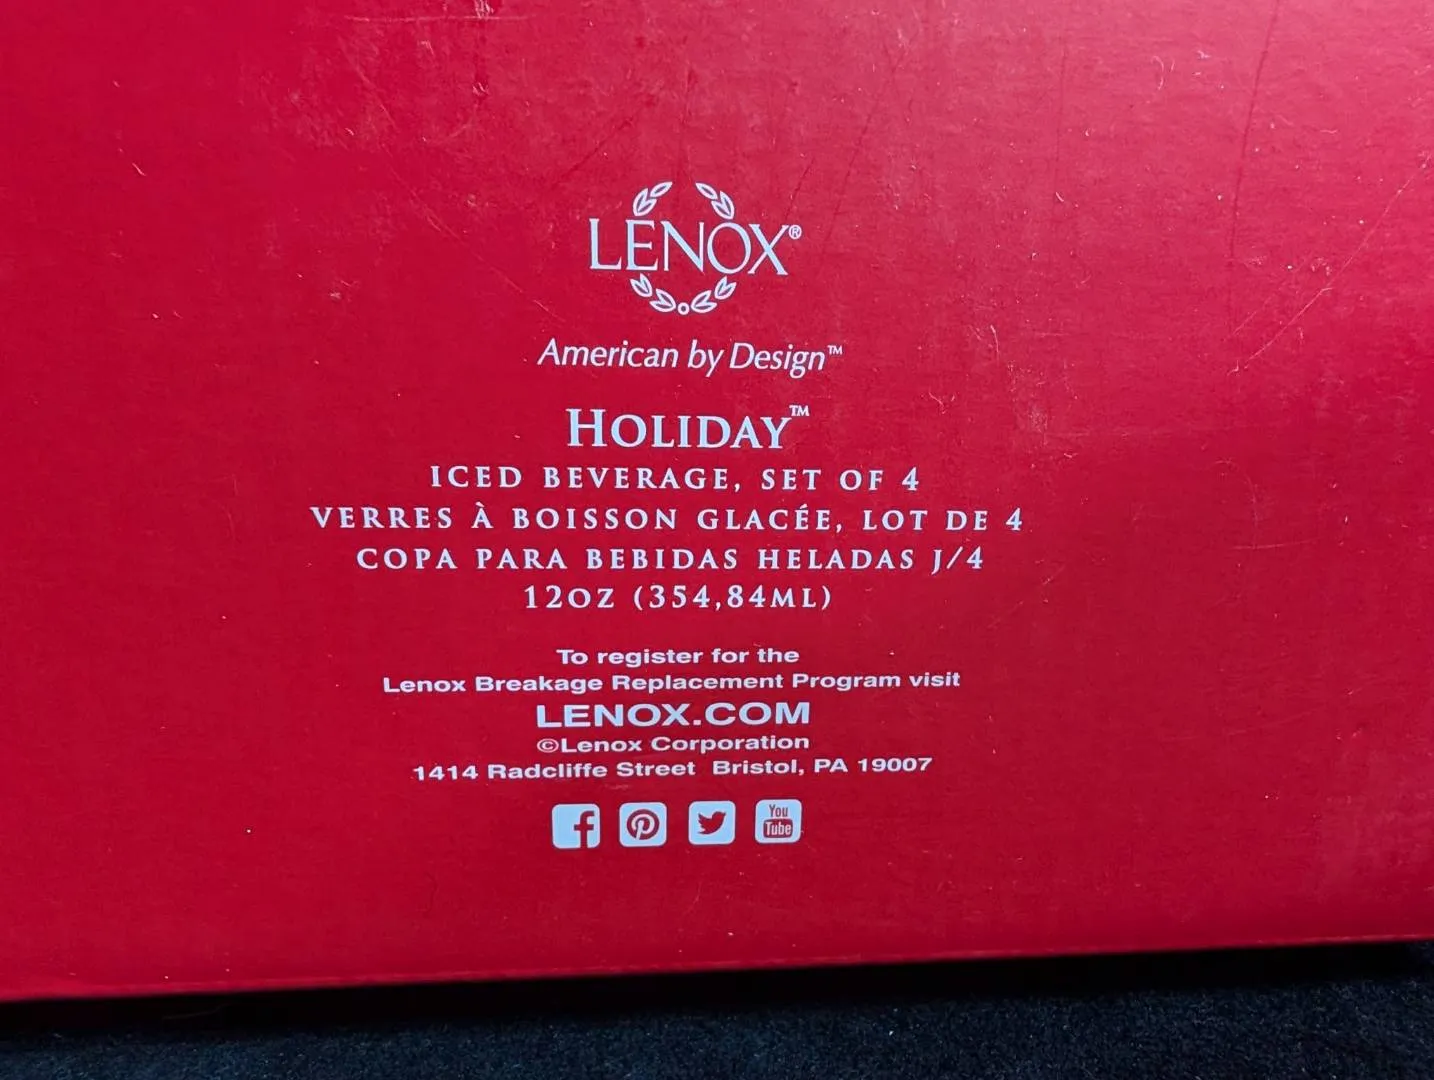 LENOX®
American by Design™
HOLIDAY™
ICED BEVERAGE, SET OF 4
VERRES À BOISSON GLACÉE, LOT DE 4
COPA PARA BEBIDAS HELADAS J/4
12OZ (354,84ML)
To register for the
Lenox Breakage Replacement Program visit
LENOX.COM
©Lenox Corporation
1414 Radcliffe Street Bristol, PA 19007
You
Tube